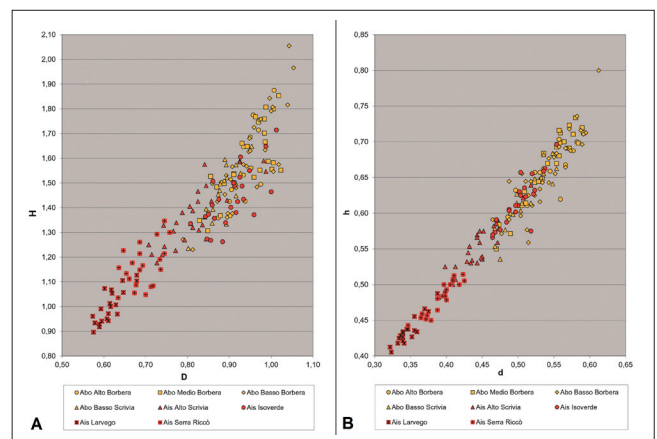 2,10
2,00
1,90
1,80
1,70
1,60
1,50
1,40
1,30
1,20
1,10
1,00
0,90
0,80
H
0,50 0,60 0,70 0,80 0,90 1,00 1,10
D
Abo Alto Borbera Abo Medio Borbera Abo Basso Borbera
Abo Basso Scrivia Ais Alto Scrivia Ais Isoverde
Ais Larvego Ais Serra Riccò
A
0,85
0,80
0,75
0,70
0,65
0,60
0,55
0,50
0,45
0,40
h
0,30 0,35 0,40 0,45 0,50 0,55 0,60 0,65
d
Abo Alto Borbera Abo Medio Borbera Abo Basso Borbera
Abo Basso Scrivia Ais Alto Scrivia Ais Isoverde
Ais Larvego Ais Serra Riccò
B